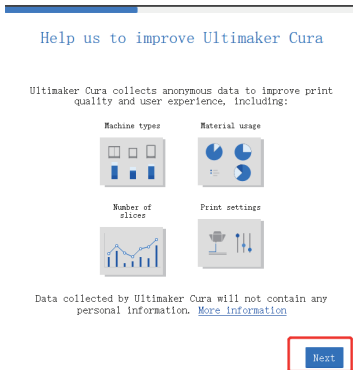 Help us to improve Ultimaker Cura
Ultimaker Cura collects anonymous data to improve print
quality and user experience, including:
Machine types
Material usage
Number of
slices
Print settings
Data collected by Ultimaker Cura will not contain any
personal information. More information
Next